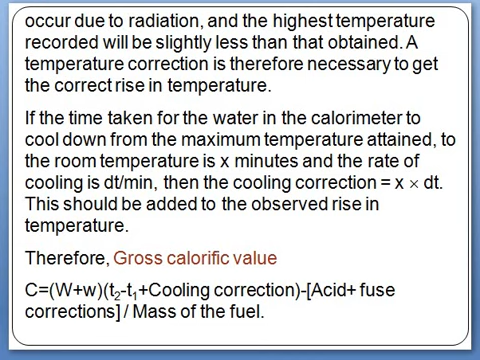 occur due to radiation, and the highest temperature
recorded will be slightly less than that obtained. A
temperature correction is therefore necessary to get
the correct rise in temperature.
If the time taken for the water in the calorimeter to
cool down from the maximum temperature attained, to
the room temperature is x minutes and the rate of
cooling is dt/min, then the cooling correction = x × dt.
This should be added to the observed rise in
temperature.
Therefore, Gross calorific value
C=(W+w)(t₂-t₁+Cooling correction)-[Acid+ fuse
corrections] / Mass of the fuel.